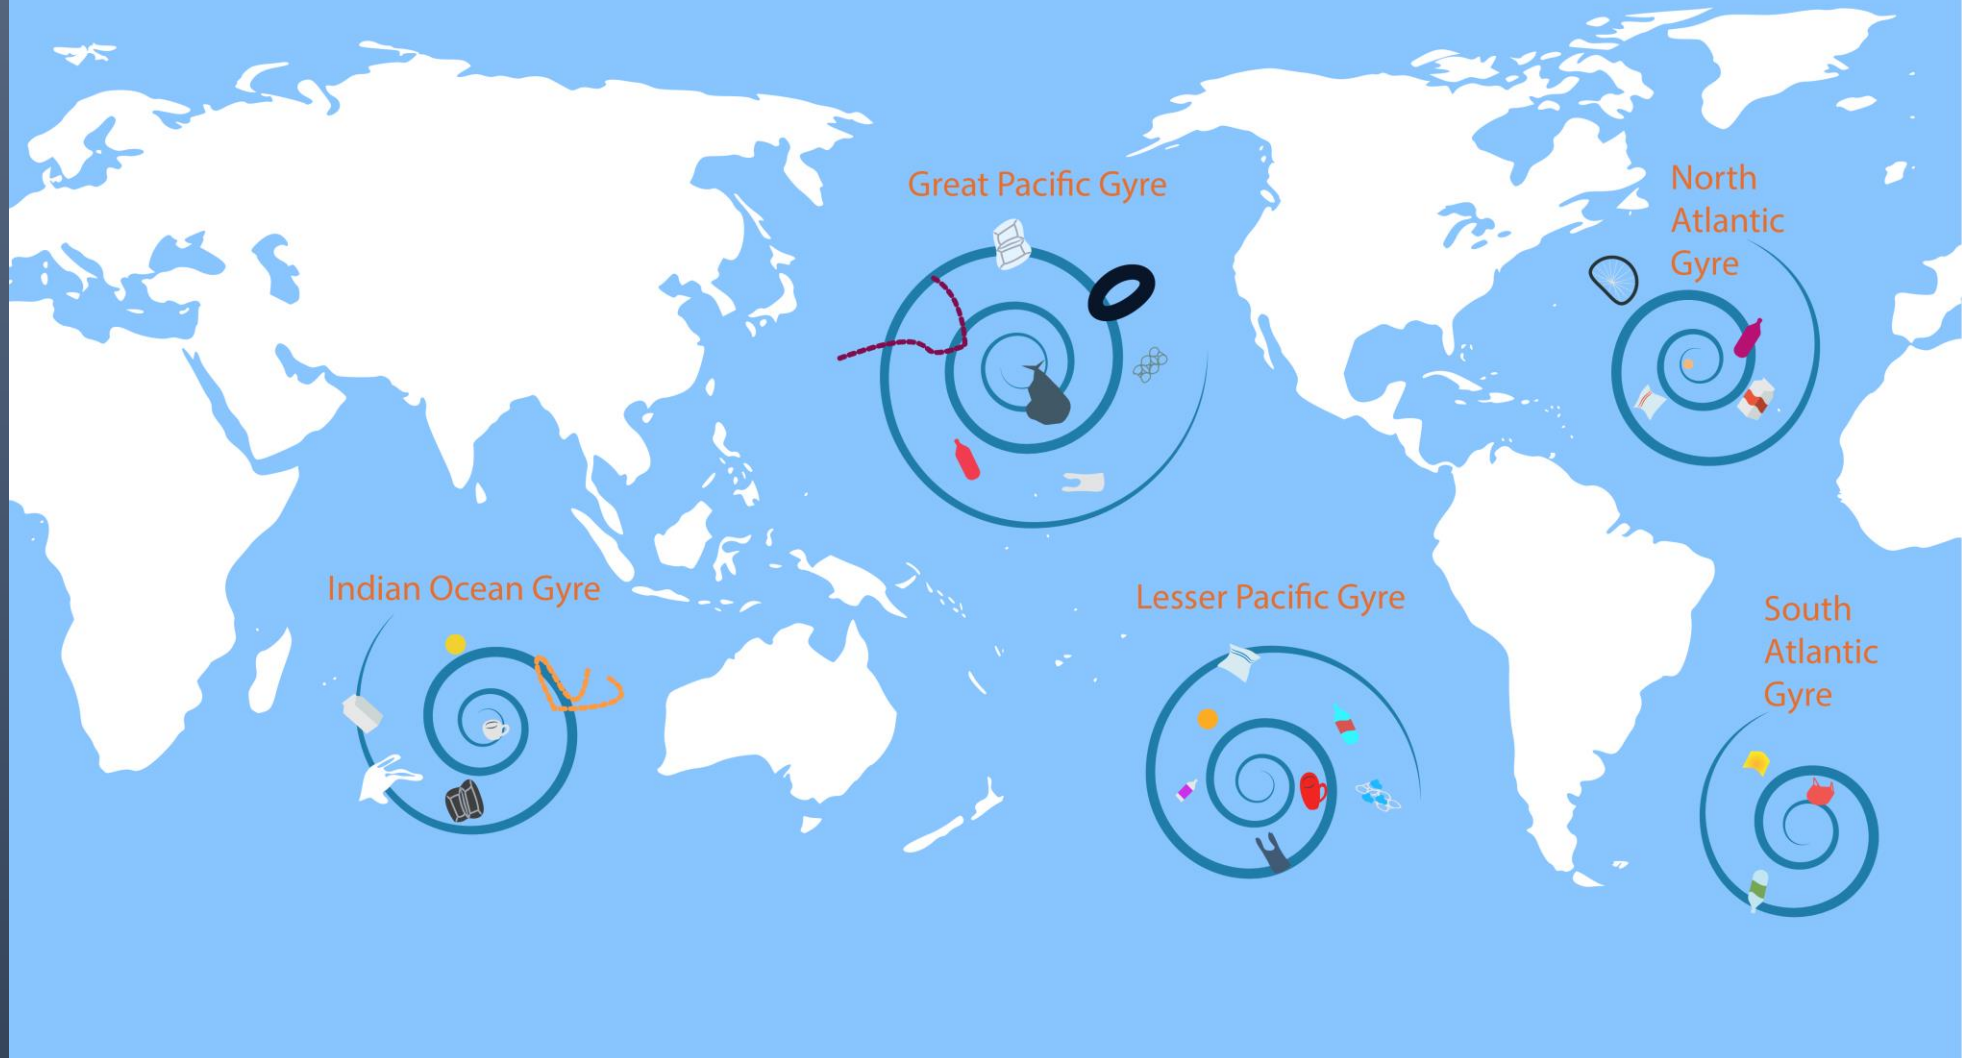 Great Pacific Gyre
North
Atlantic
Gyre
Indian Ocean Gyre
Lesser Pacific Gyre
South
Atlantic
Gyre